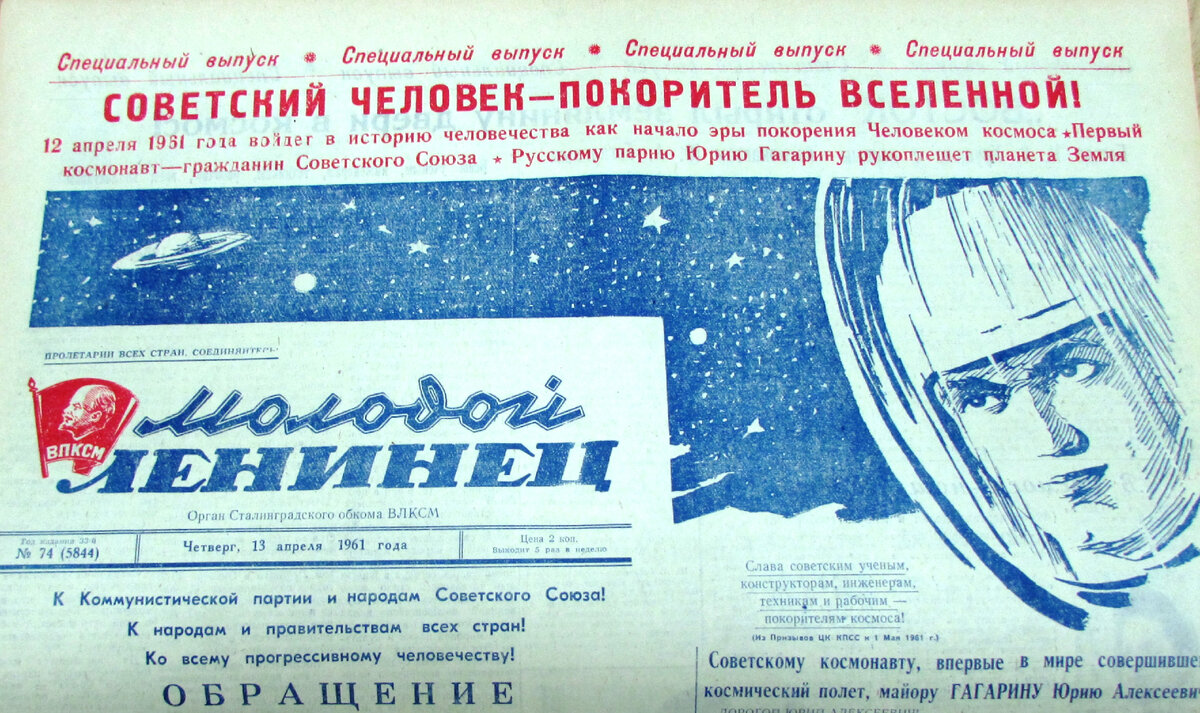 Специальный выпуск * Специальный выпуск * Специальный выпуск * Специальный выпуск
СОВЕТСКИЙ ЧЕЛОВЕК—ПОКОРИТЕЛЬ ВСЕЛЕННОЙ!
12 апреля 1961 года войдет в историю человечества как начало эры покорения Человеком космоса ★ Первый
космонавт—гражданин Советского Союза ★ Русскому парню Юрию Гагарину рукоплещет планета Земля
ПРОЛЕТАРИИ ВСЕХ СТРАН, СОЕДИНЯЙТЕСЬ!
ВЛКСМ
Молодой
ЛЕНИНЕЦ
Орган Сталинградского обкома ВЛКСМ
Год издания 33-й
№ 74 (5844)
Четверг, 13 апреля 1961 года
Цена 2 коп.
Выходит 5 раз в неделю
К Коммунистической партии и народам Советского Союза!
К народам и правительствам всех стран!
Ко всему прогрессивному человечеству!
ОБРАЩЕНИЕ
Слава советским ученым,
конструкторам, инженерам,
техникам и рабочим —
покорителям космоса!
(Из Призывов ЦК КПСС к 1 Мая 1961 г.)
Советскому космонавту, впервые в мире совершивше
космический полет, майору ГАГАРИНУ Юрию Алексеевич